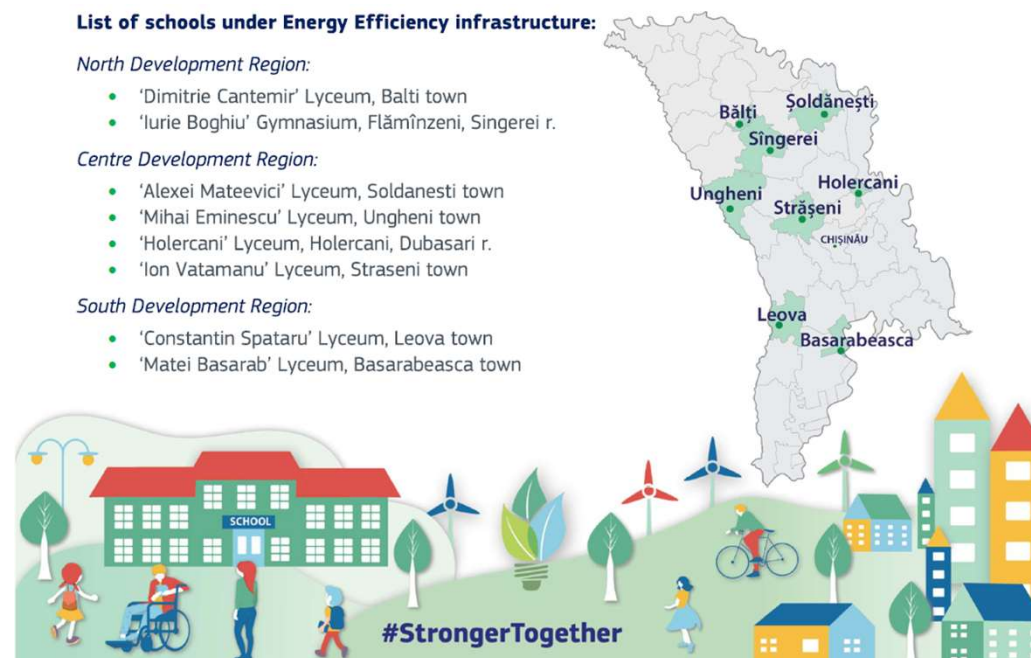 List of schools under Energy Efficiency infrastructure:
North Development Region:
• ‘Dimitrie Cantemir’ Lyceum, Balti town
• ‘Iurie Boghiu’ Gymnasium, Flămînzeni, Singerei r.
Centre Development Region:
• ‘Alexei Mateevici’ Lyceum, Soldanesti town
• ‘Mihai Eminescu’ Lyceum, Ungheni town
• ‘Holercani’ Lyceum, Holercani, Dubasari r.
• ‘Ion Vatamanu’ Lyceum, Straseni town
South Development Region:
• ‘Constantin Spataru’ Lyceum, Leova town
• ‘Matei Basarab’ Lyceum, Basarabeasca town
Șoldănești
Bălți
Sîngerei
Holercani
Ungheni
Strășeni
CHIȘINĂU
Leova
Basarabeasca
SCHOOL
#StrongerTogether